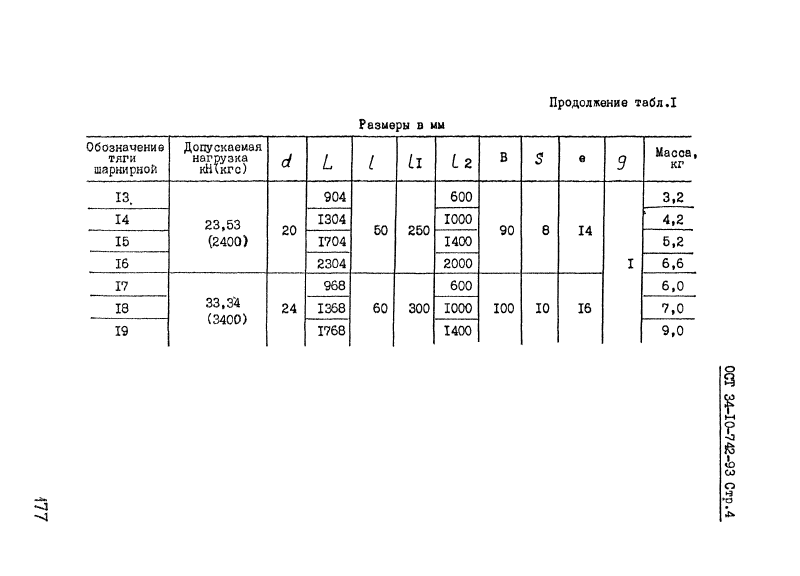 Продолжение табл.I
Размеры в мм
Обозначение тяги шарнирной | Допускаемая нагрузка кН(кгс) | d | L | l | lI | l2 | B | S | e | g | Масса, кг
I3 | 23,53 (2400) | 20 | 904 | 50 | 250 | 600 | 90 | 8 | I4 | I | 3,2
I4 | I304 | I000 | 4,2
I5 | I704 | I400 | 5,2
I6 | 2304 | 2000 | 6,6
I7 | 33,34 (3400) | 24 | 968 | 60 | 300 | 600 | I00 | I0 | I6 | 6,0
I8 | I368 | I000 | 7,0
I9 | I768 | I400 | 9,0
ОСТ 34-I0-742-93 Стр.4
177